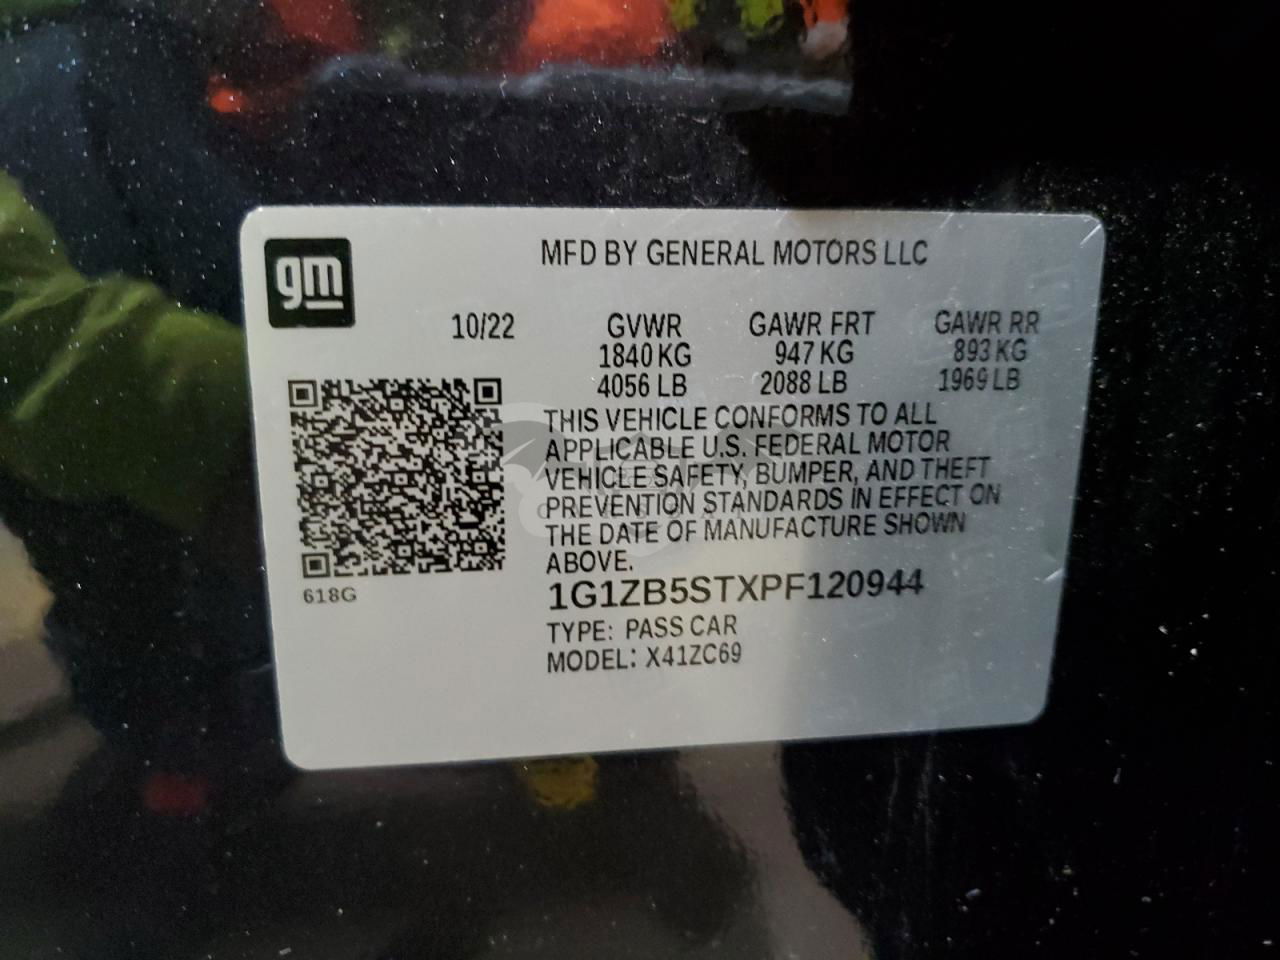 gm
MFD BY GENERAL MOTORS LLC
10/22 GVWR GAWR FRT GAWR RR
1840 KG 947 KG 893 KG
4056 LB 2088 LB 1969 LB
THIS VEHICLE CONFORMS TO ALL
APPLICABLE U.S. FEDERAL MOTOR
VEHICLE SAFETY, BUMPER, AND THEFT
PREVENTION STANDARDS IN EFFECT ON
THE DATE OF MANUFACTURE SHOWN
ABOVE.
618G
1G1ZB5STXPF120944
TYPE: PASS CAR
MODEL: X41ZC69